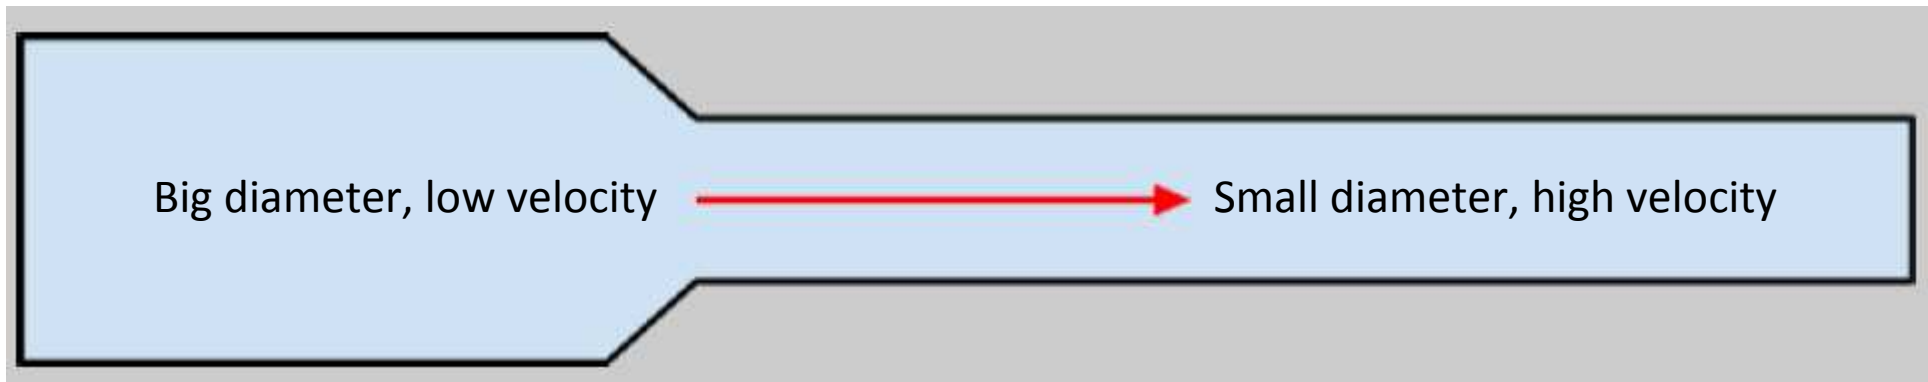 Big diameter, low velocity
Small diameter, high velocity